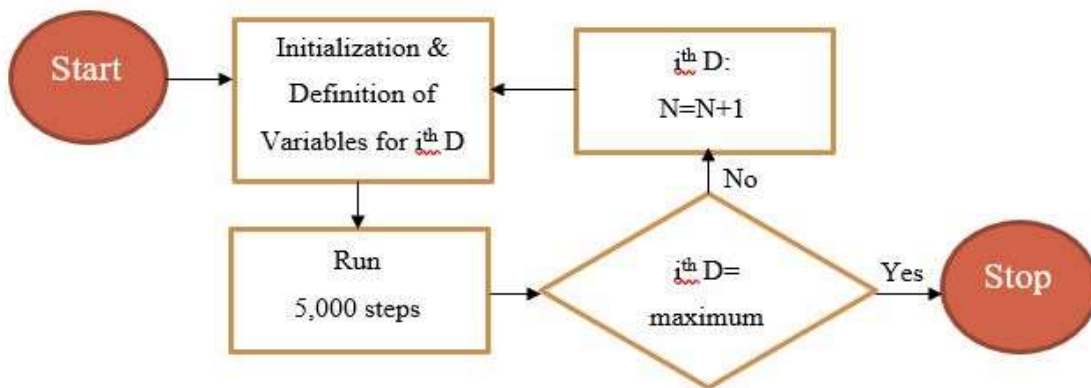 Start
Initialization &
Definition of
Variables for iᵗʰ D
iᵗʰ D:
N=N+1
No
Run
5,000 steps
iᵗʰ D=
maximum
Yes
Stop